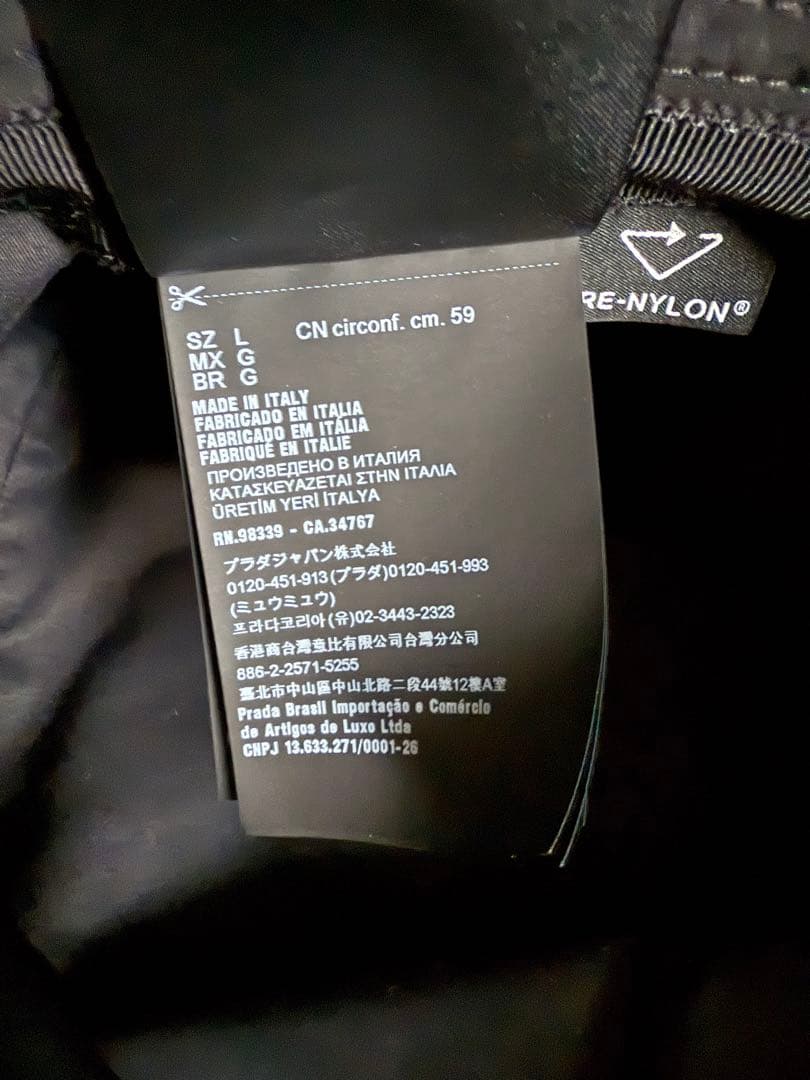 RE-NYLON®
SZ L CN circonf. cm. 59
MX G
BR G
MADE IN ITALY
FABRICADO EN ITALIA
FABRICADO EM ITÁLIA
FABRIQUÉ EN ITALIE
ПРОИЗВЕДЕНО В ИТАЛИЯ
ΚΑΤΑΣΚΕΥΑΖΕΤΑΙ ΣΤΗΝ ΙΤΑΛΙΑ
ÜRETİM YERİ İTALYA
RN.98339 - CA.34767
プラダジャパン株式会社
0120-451-913(プラダ)0120-451-993
(ミュウミュウ)
프라다코리아(유)02-3443-2323
香港商台灣意比有限公司台灣分公司
886-2-2571-5255
臺北市中山區中山北路二段44號12樓A室
Prada Brasil Importação e Comércio
de Artigos de Luxo Ltda
CNPJ 13.633.271/0001-26